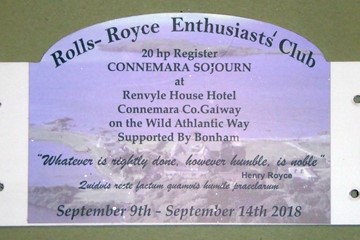 Rolls-Royce Enthusiasts' Club
20 hp Register
CONNEMARA SOJOURN
at
Renvyle House Hotel
Connemara Co.Galway
on the Wild Athlantic Way
Supported By Bonham
"Whatever is rightly done, however humble, is noble"
Henry Royce
Quidvis recte factum quamvis humile praeclarum
September 9th - September 14th 2018